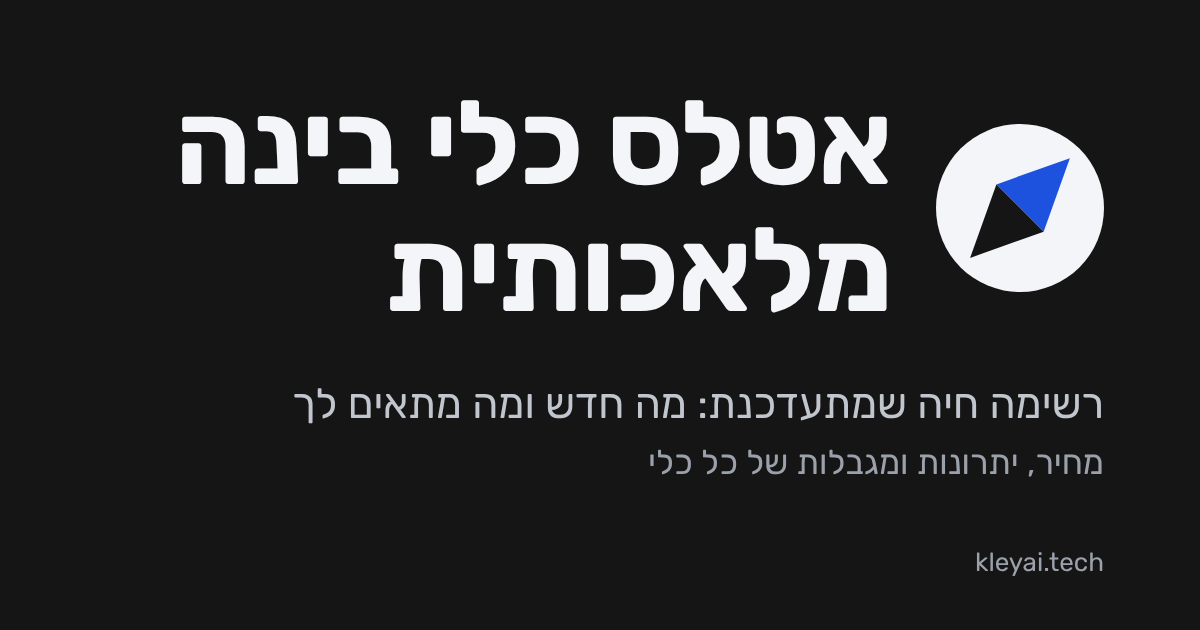 אטלס כלי בינה
מלאכותית
רשימה חיה שמתעדכנת: מה חדש ומה מתאים לך
מחיר, יתרונות ומגבלות של כל כלי
kleyai.tech